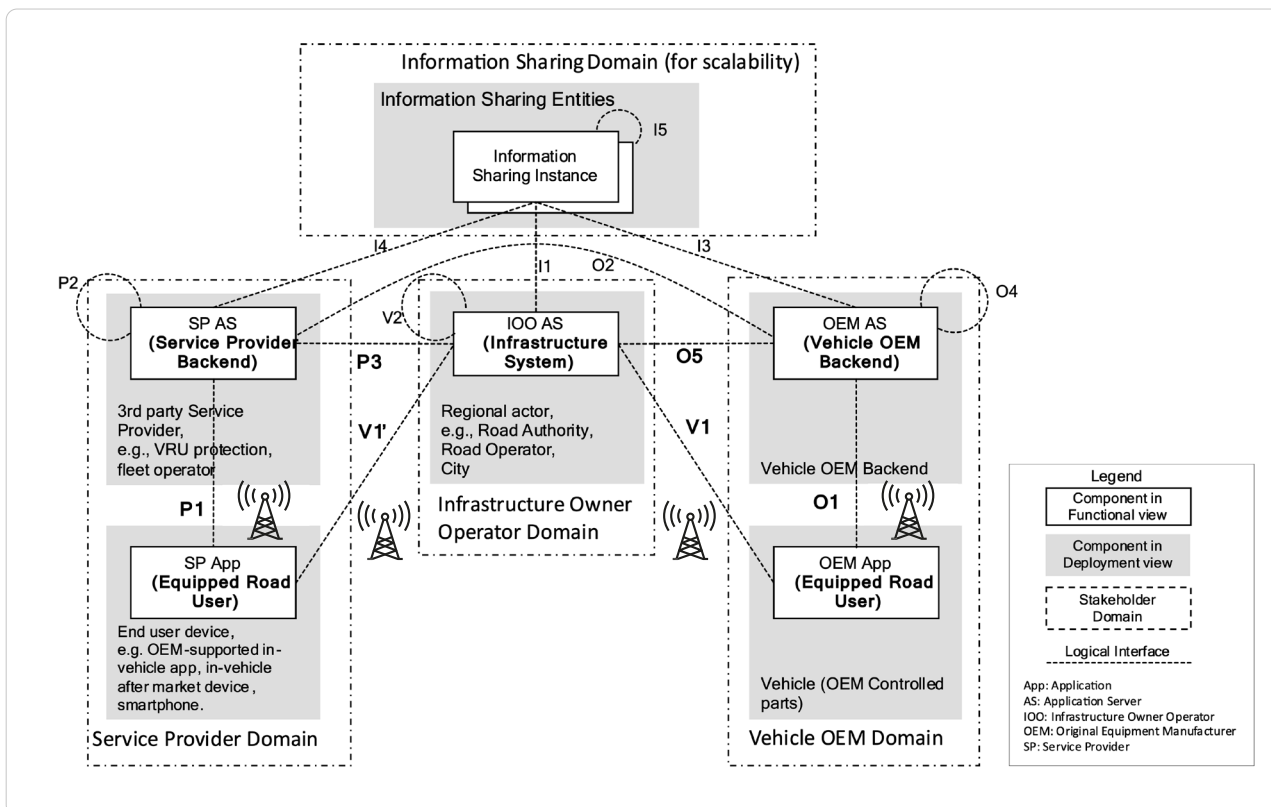 Information Sharing Domain (for scalability)
Information Sharing Entities
I5
Information
Sharing Instance
I4
I3
I1
O2
P2
V2
O4
SP AS
(Service Provider
Backend)
P3
IOO AS
(Infrastructure
System)
O5
OEM AS
(Vehicle OEM
Backend)
3rd party Service
Provider,
e.g., VRU protection,
fleet operator
V1'
Regional actor,
e.g., Road Authority,
Road Operator,
City
V1
Vehicle OEM Backend
Infrastructure Owner
Operator Domain
P1
O1
SP App
(Equipped Road
User)
OEM App
(Equipped Road
User)
End user device,
e.g. OEM-supported in-
vehicle app, in-vehicle
after market device,
smartphone.
Vehicle (OEM Controlled
parts)
Service Provider Domain
Vehicle OEM Domain
Legend
Component in
Functional view
Component in
Deployment view
Stakeholder
Domain
Logical Interface
App: Application
AS: Application Server
IOO: Infrastructure Owner Operator
OEM: Original Equipment Manufacturer
SP: Service Provider